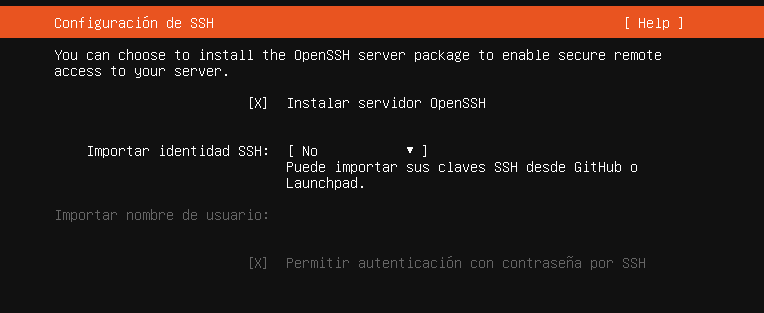 Configuración de SSH [ Help ]
You can choose to install the OpenSSH server package to enable secure remote
access to your server.
[X] Instalar servidor OpenSSH
Importar identidad SSH: [ No ▾ ]
Puede importar sus claves SSH desde GitHub o
Launchpad.
Importar nombre de usuario:
[X] Permitir autenticación con contraseña por SSH